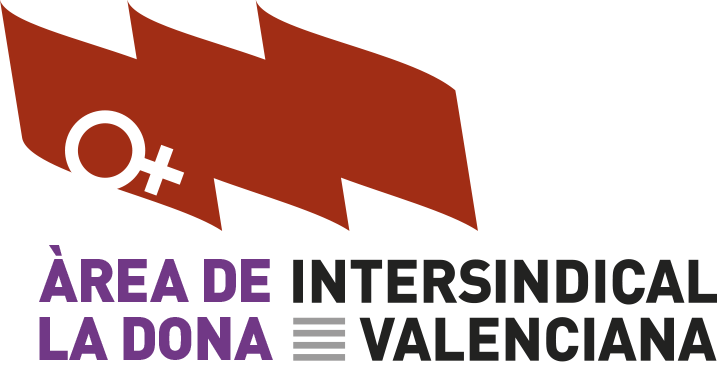 ÀREA DE
LA DONA
INTERSINDICAL
VALENCIANA